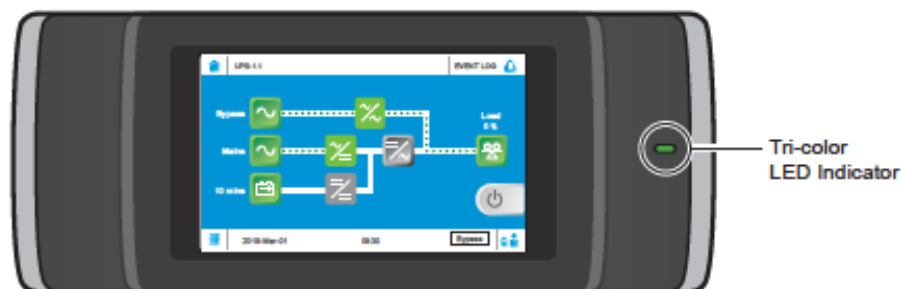 UPS-1-1
EVENT LOG
Bypass
Load
0 %
Mains
10 mins
2018-Mar-01
09:30
Bypass
Tri-color
LED Indicator